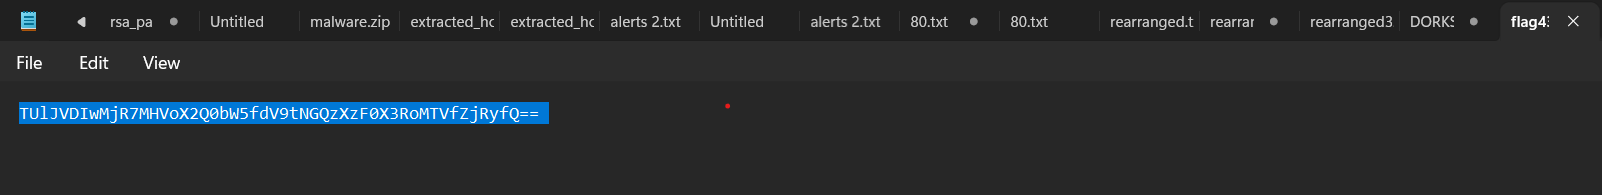 rsa_pa Untitled malware.zip extracted_hc extracted_hc alerts 2.txt Untitled alerts 2.txt 80.txt 80.txt rearranged.t rearrar rearranged3 DORKS flag43
File Edit View
TUlJVDIwMjR7MHVoX2Q0bW5fdV9tNGQzXzF0X3RoMTVfZjRyfQ==